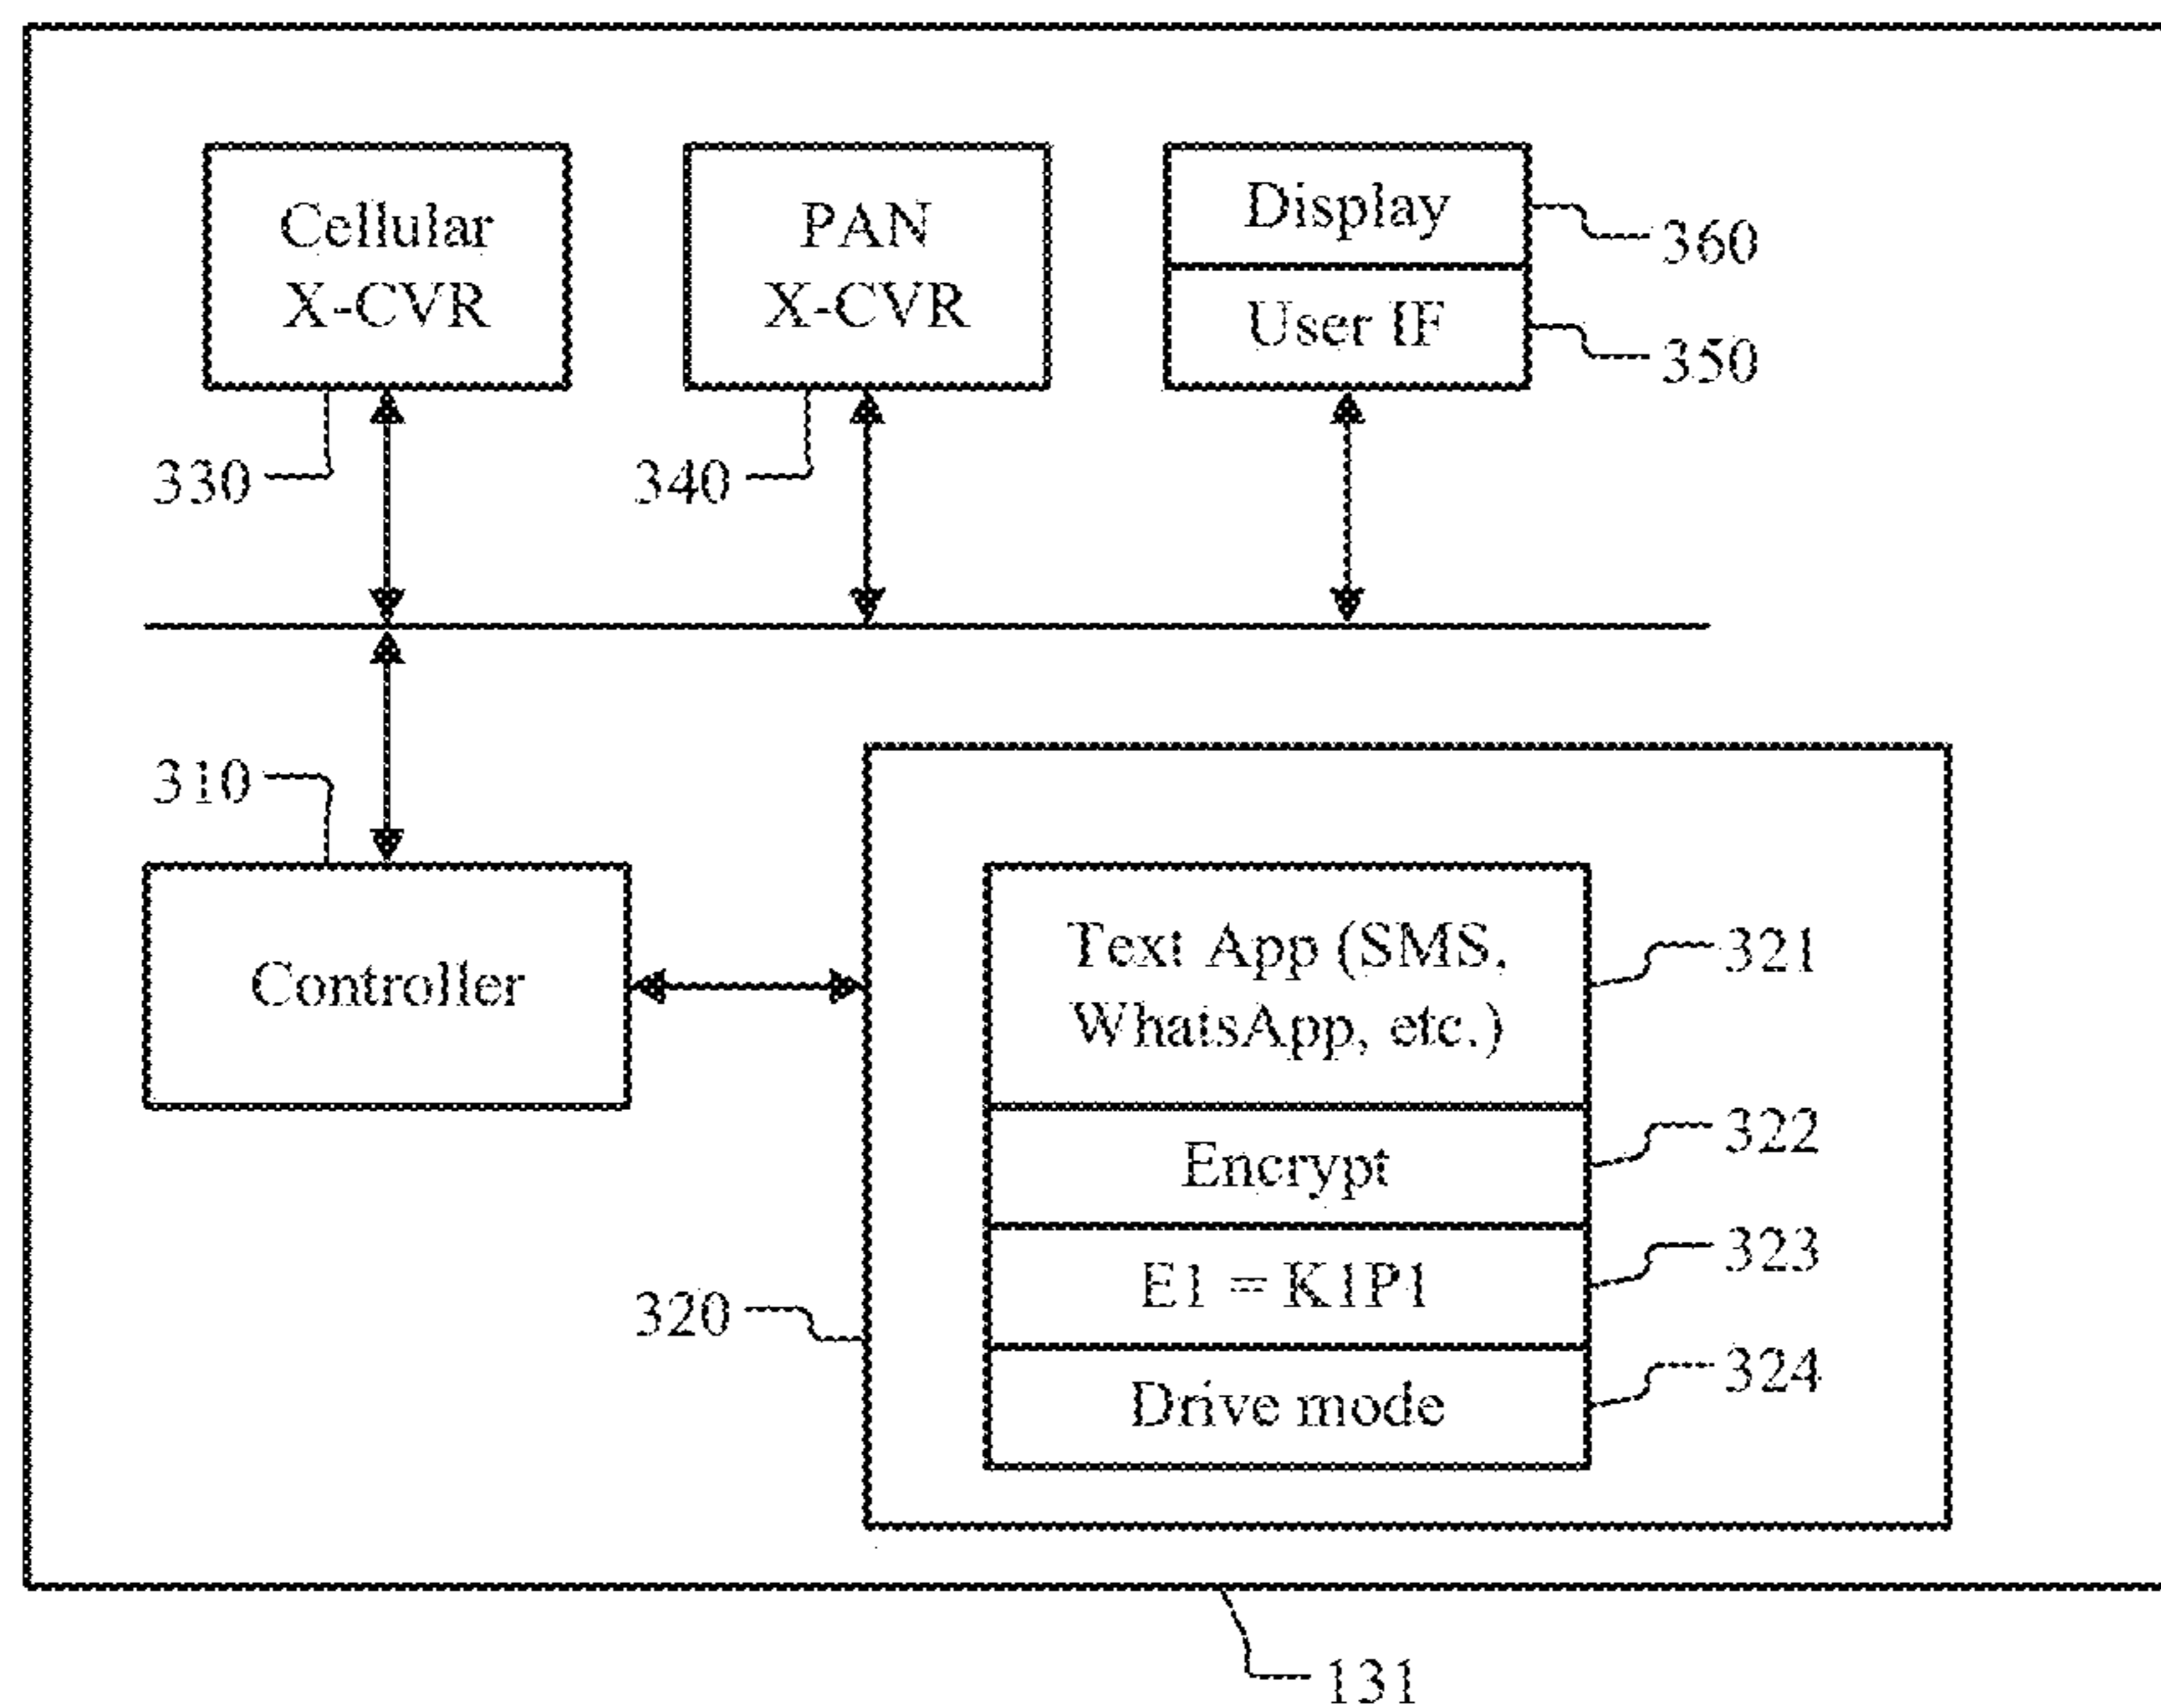 Cellular
X-CVR
PAN
X-CVR
Display
User IF
360
350
330
340
310
Controller
Text App (SMS,
WhatsApp, etc.)
Encrypt
E1 = K1P1
Drive mode
321
322
323
324
320
131